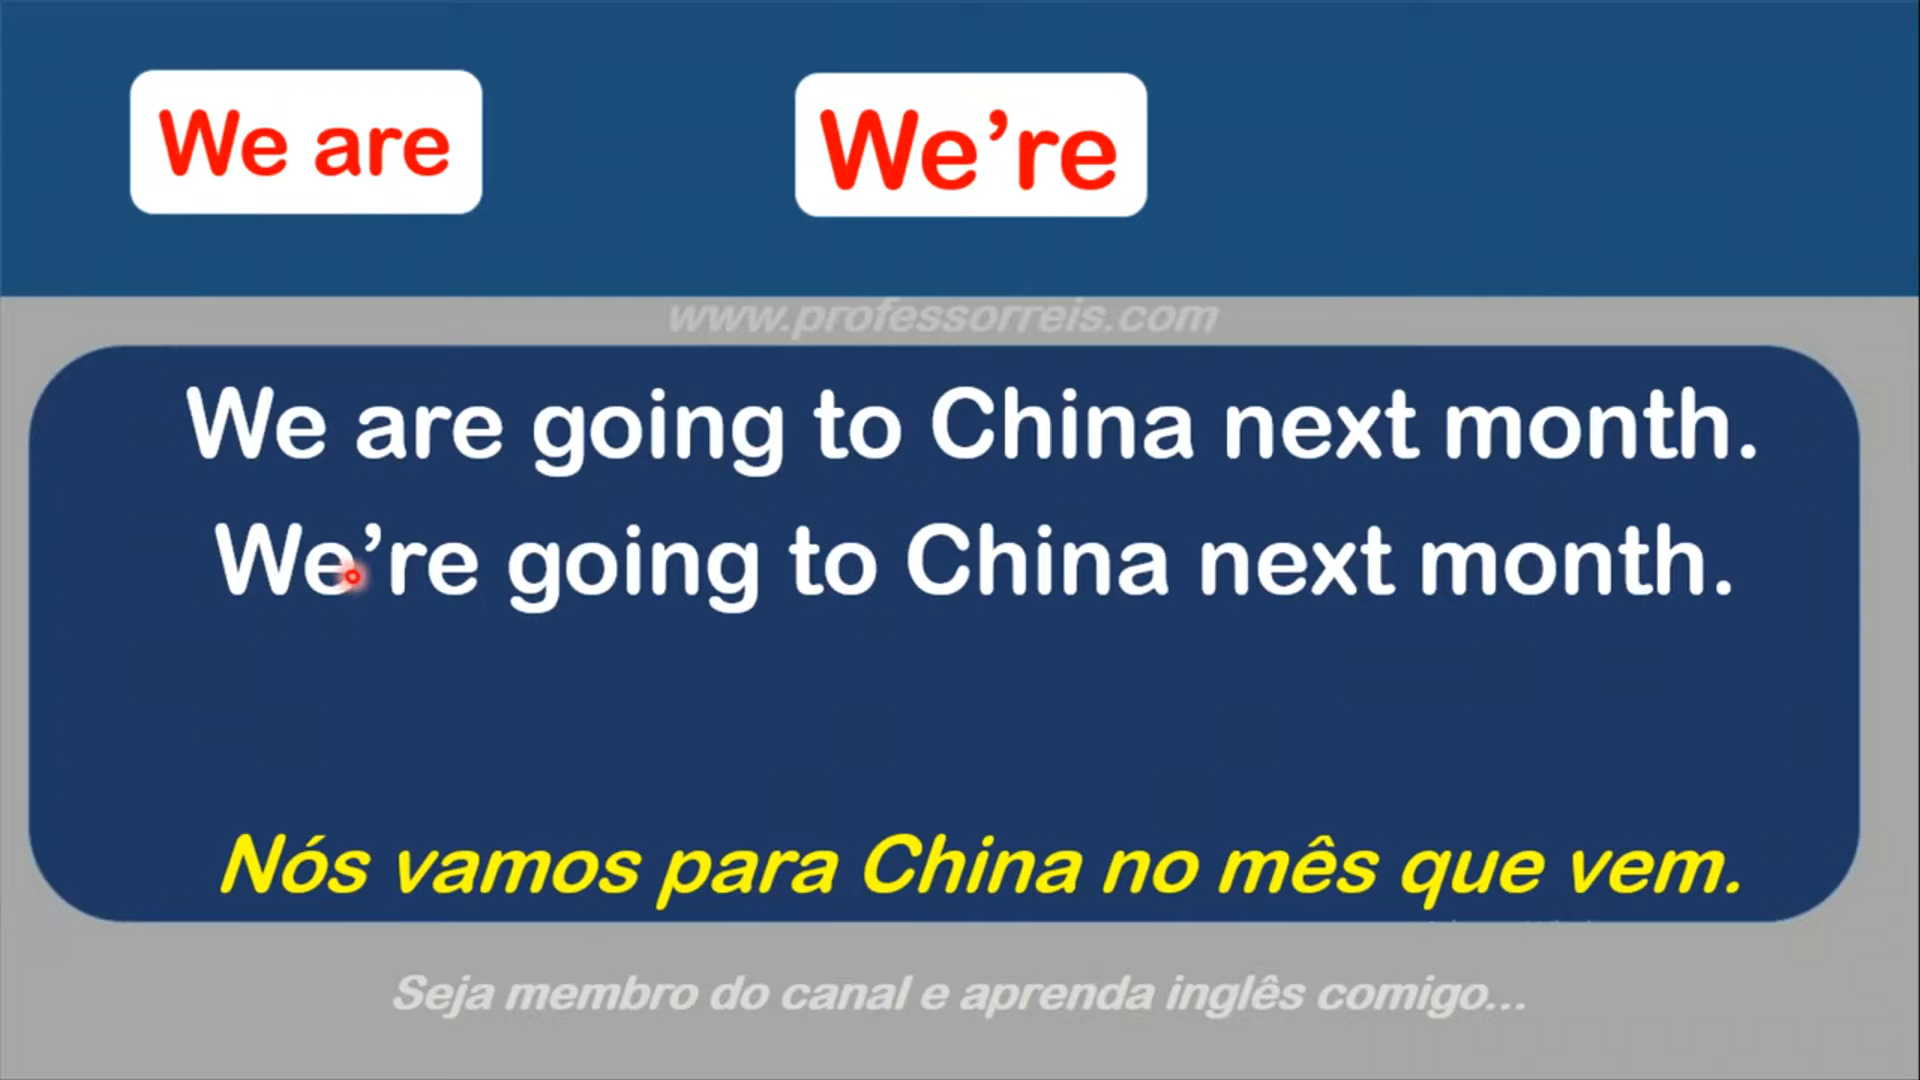 We are
We’re
www.professorreis.com
We are going to China next month.
We’re going to China next month.
Nós vamos para China no mês que vem.
Seja membro do canal e aprenda inglês comigo...